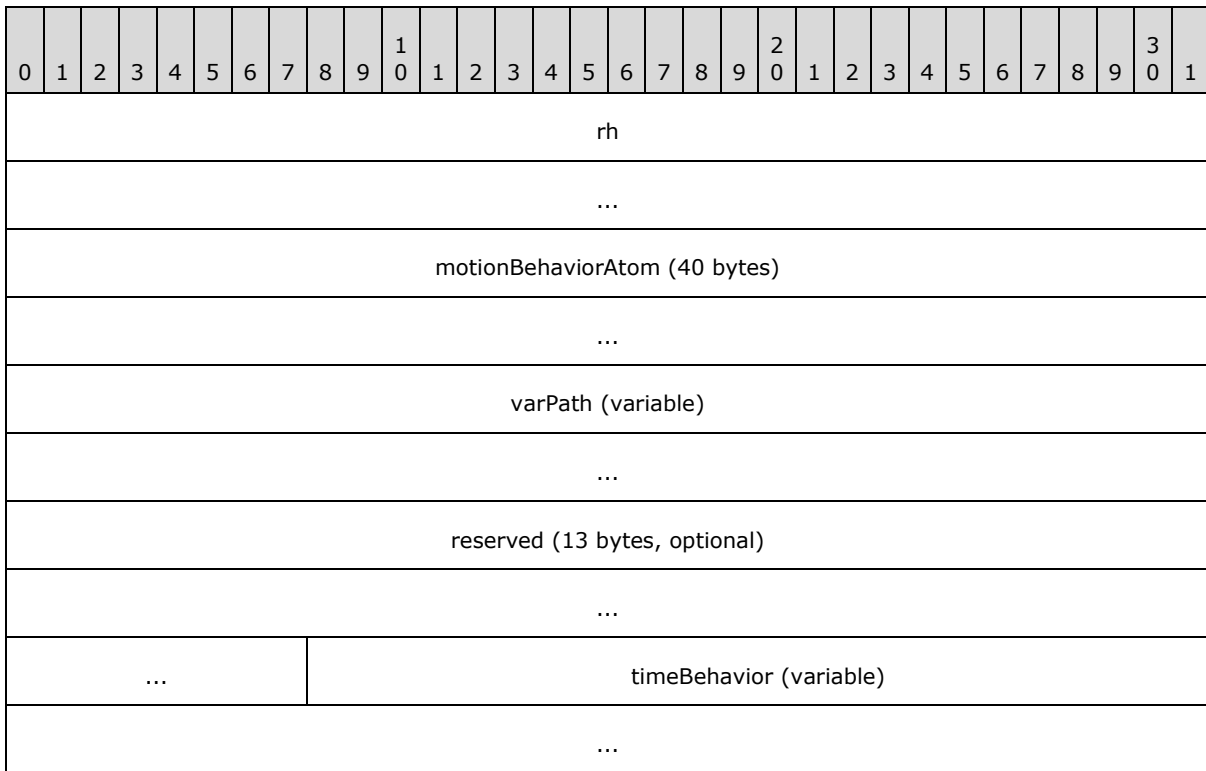 0 1 2 3 4 5 6 7 8 9 1 0 1 2 3 4 5 6 7 8 9 2 0 1 2 3 4 5 6 7 8 9 3 0 1
rh
...
motionBehaviorAtom (40 bytes)
...
varPath (variable)
...
reserved (13 bytes, optional)
...
... timeBehavior (variable)
...